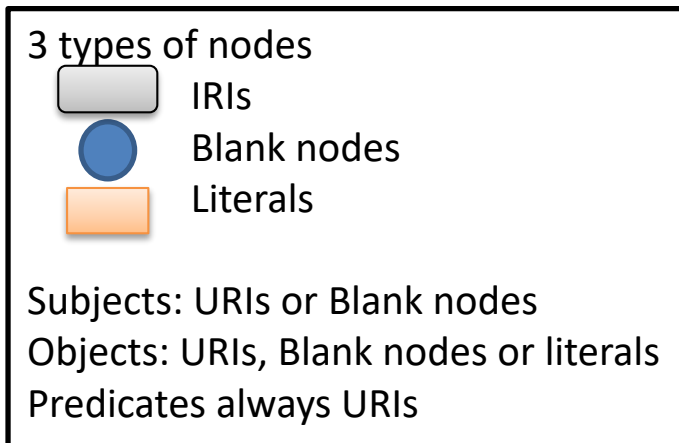 3 types of nodes
IRIs
Blank nodes
Literals
Subjects: URIs or Blank nodes
Objects: URIs, Blank nodes or literals
Predicates always URIs